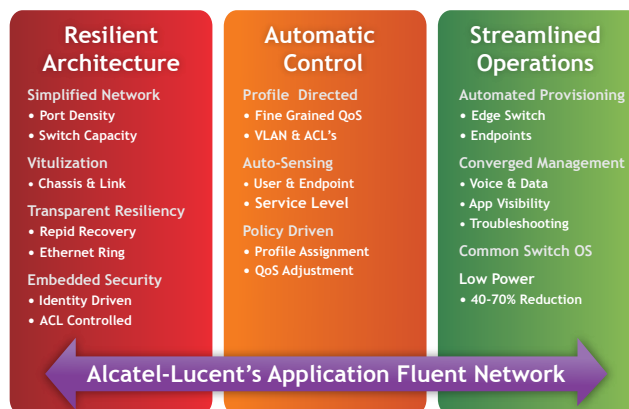 Resilient
Architecture
Simplified Network
• Port Density
• Switch Capacity
Vitulization
• Chassis & Link
Transparent Resiliency
• Repid Recovery
• Ethernet Ring
Embedded Security
• Identity Driven
• ACL Controlled
Automatic
Control
Profile Directed
• Fine Grained QoS
• VLAN & ACL's
Auto-Sensing
• User & Endpoint
• Service Level
Policy Driven
• Profile Assignment
• QoS Adjustment
Streamlined
Operations
Automated Provisioning
• Edge Switch
• Endpoints
Converged Management
• Voice & Data
• App Visibility
• Troubleshooting
Common Switch OS
Low Power
• 40-70% Reduction
Alcatel-Lucent's Application Fluent Network